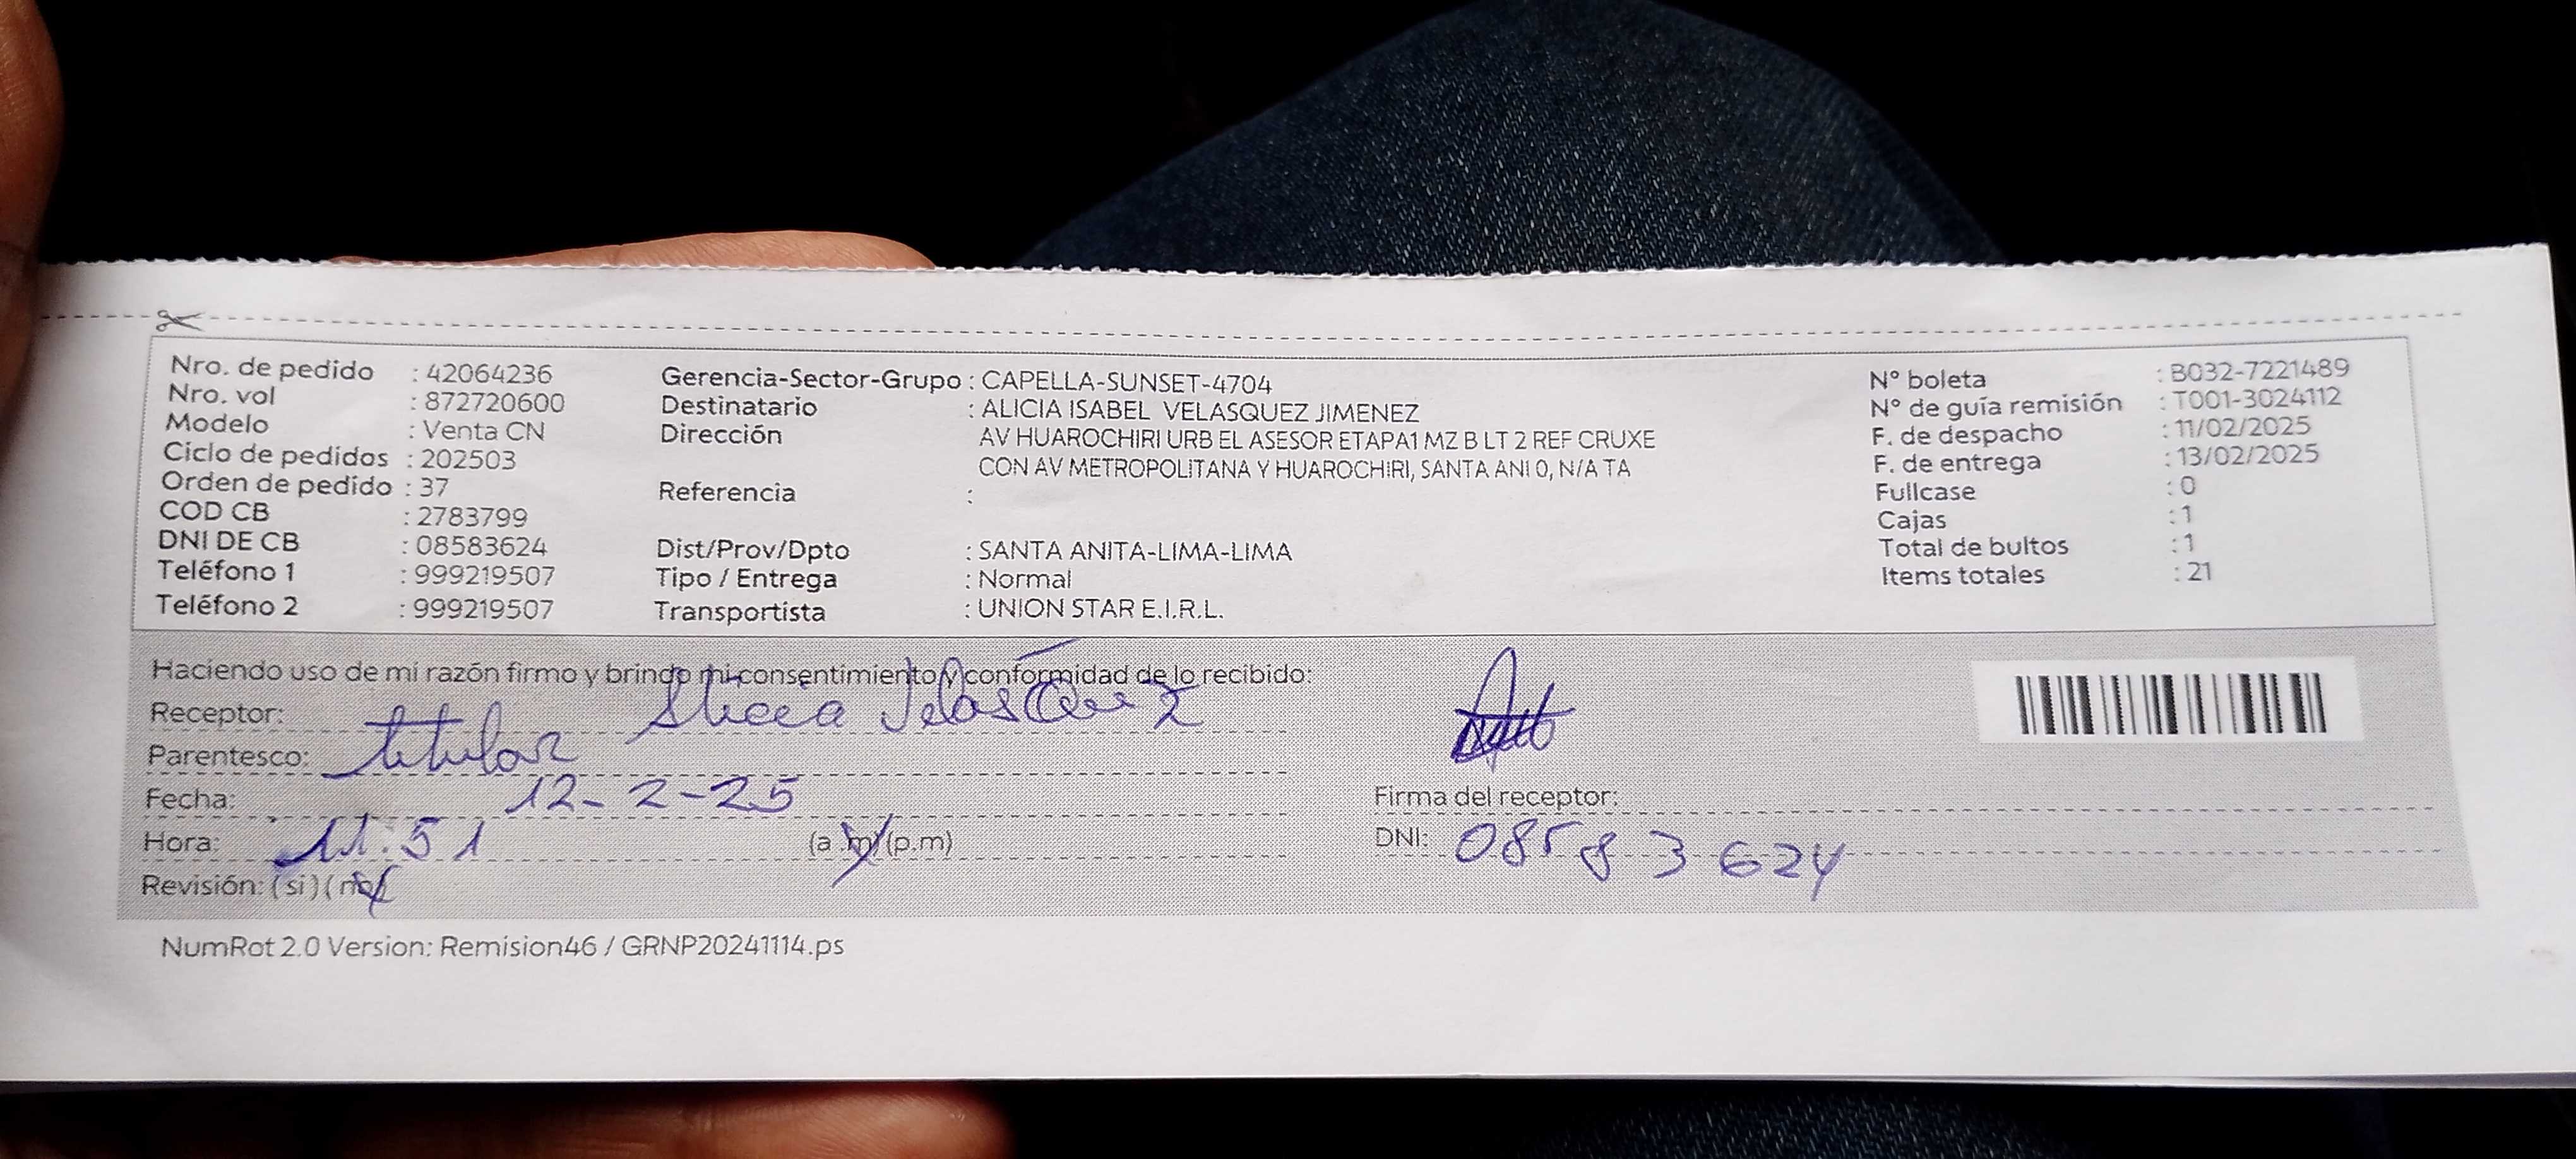 Nro. de pedido : 42064236
Nro. vol : 872720600
Modelo : Venta CN
Ciclo de pedidos : 202503
Orden de pedido : 37
COD CB : 2783799
DNI DE CB : 08583624
Teléfono 1 : 999219507
Teléfono 2 : 999219507
Gerencia-Sector-Grupo : CAPELLA-SUNSET-4704
Destinatario : ALICIA ISABEL VELASQUEZ JIMENEZ
Dirección AV HUAROCHIRI URB EL ASESOR ETAPA1 MZ B LT 2 REF CRUXE
CON AV METROPOLITANA Y HUAROCHIRI, SANTA ANI 0, N/A TA
Referencia :
Dist/Prov/Dpto : SANTA ANITA-LIMA-LIMA
Tipo / Entrega : Normal
Transportista : UNION STAR E.I.R.L.
N° boleta : B032-7221489
N° de guía remisión : T001-3024112
F. de despacho : 11/02/2025
F. de entrega : 13/02/2025
Fullcase : 0
Cajas : 1
Total de bultos : 1
Items totales : 21
Haciendo uso de mi razón firmo y brindo mi consentimiento y conformidad de lo recibido:
Receptor: Alicia Velasquez
Parentesco: titular
Fecha: 12-2-25
Hora: 11:51 (a.m) (p.m)
Revisión: (si) (no)
Firma del receptor:
DNI: 08583624
NumRot 2.0 Version: Remision46 / GRNP20241114.ps